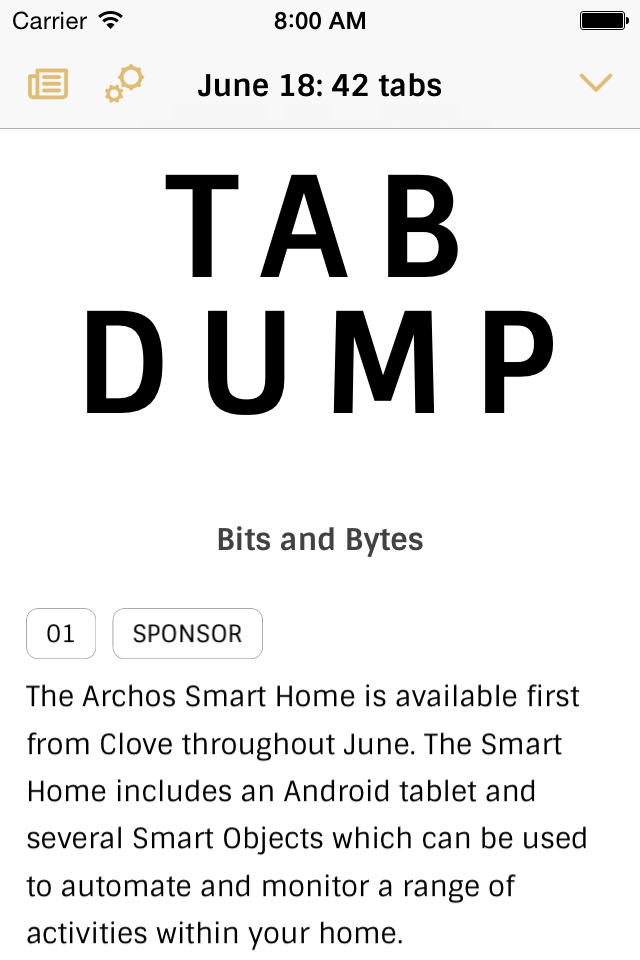 Carrier 8:00 AM
June 18: 42 tabs
TAB
DUMP
Bits and Bytes
01 SPONSOR
The Archos Smart Home is available first
from Clove throughout June. The Smart
Home includes an Android tablet and
several Smart Objects which can be used
to automate and monitor a range of
activities within your home.